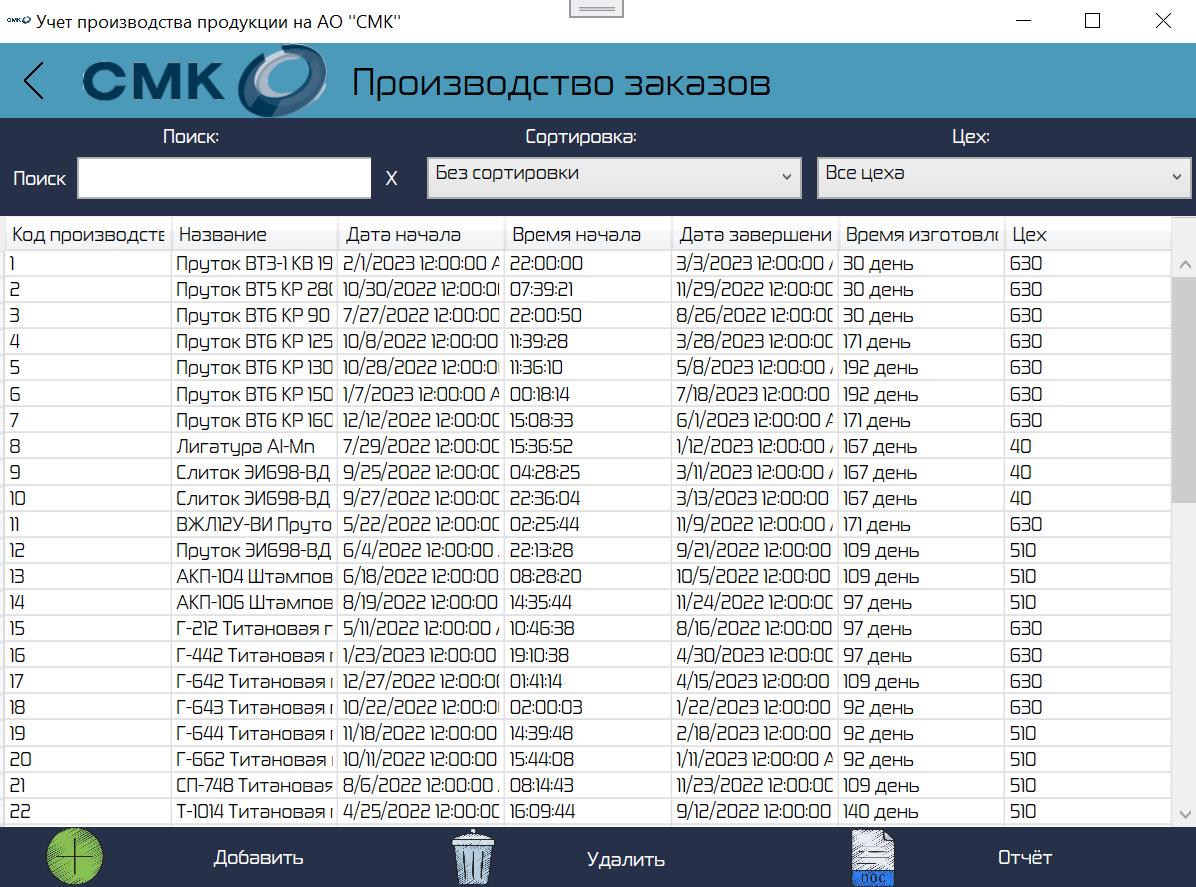 СМК Учет производства продукции на АО "СМК"
СМК Производство заказов
Поиск: Сортировка: Цех:
Поиск X Без сортировки Все цеха
Код производств Название Дата начала Время начала Дата завершени Время изготовл Цех
1 Пруток ВТ3-1 КВ 19 2/1/2023 12:00:00 A 22:00:00 3/3/2023 12:00:00 A 30 день 630
2 Пруток ВТ5 КР 280 10/30/2022 12:00:00 07:39:21 11/29/2022 12:00:00 30 день 630
3 Пруток ВТ6 КР 90 7/27/2022 12:00:00 22:00:50 8/26/2022 12:00:00 30 день 630
4 Пруток ВТ6 КР 125 10/8/2022 12:00:00 11:39:28 3/28/2023 12:00:00 171 день 630
5 Пруток ВТ6 КР 130 10/28/2022 12:00:00 11:36:10 5/8/2023 12:00:00 A 192 день 630
6 Пруток ВТ6 КР 150 1/7/2023 12:00:00 A 00:18:14 7/18/2023 12:00:00 192 день 630
7 Пруток ВТ6 КР 160 12/12/2022 12:00:00 15:08:33 6/1/2023 12:00:00 A 171 день 630
8 Лигатура Al-Mn 7/29/2022 12:00:00 15:36:52 1/12/2023 12:00:00 A 167 день 40
9 Слиток ЭИ698-ВД 9/25/2022 12:00:00 04:28:25 3/11/2023 12:00:00 A 167 день 40
10 Слиток ЭИ698-ВД 9/27/2022 12:00:00 22:36:04 3/13/2023 12:00:00 167 день 40
11 ВЖЛ12У-ВИ Пруто 5/22/2022 12:00:00 02:25:44 11/9/2022 12:00:00 A 171 день 630
12 Пруток ЭИ698-ВД 6/4/2022 12:00:00 22:13:28 9/21/2022 12:00:00 109 день 510
13 АКП-104 Штампов 6/18/2022 12:00:00 08:28:20 10/5/2022 12:00:00 109 день 510
14 АКП-106 Штампов 8/19/2022 12:00:00 14:35:44 11/24/2022 12:00:00 97 день 510
15 Г-212 Титановая п 5/11/2022 12:00:00 A 10:46:38 8/16/2022 12:00:00 97 день 630
16 Г-442 Титановая п 1/23/2023 12:00:00 19:10:38 4/30/2023 12:00:00 97 день 630
17 Г-642 Титановая п 12/27/2022 12:00:00 01:41:14 4/15/2023 12:00:00 109 день 630
18 Г-643 Титановая п 10/22/2022 12:00:00 02:00:03 1/22/2023 12:00:00 92 день 630
19 Г-644 Титановая п 11/18/2022 12:00:00 14:39:48 2/18/2023 12:00:00 92 день 510
20 Г-662 Титановая п 10/11/2022 12:00:00 15:44:08 1/11/2023 12:00:00 A 92 день 510
21 СП-748 Титановая 8/6/2022 12:00:00 08:14:43 11/23/2022 12:00:00 109 день 510
22 Т-1014 Титановая п 4/25/2022 12:00:00 16:09:44 9/12/2022 12:00:00 140 день 510
Добавить Удалить DOC Отчёт